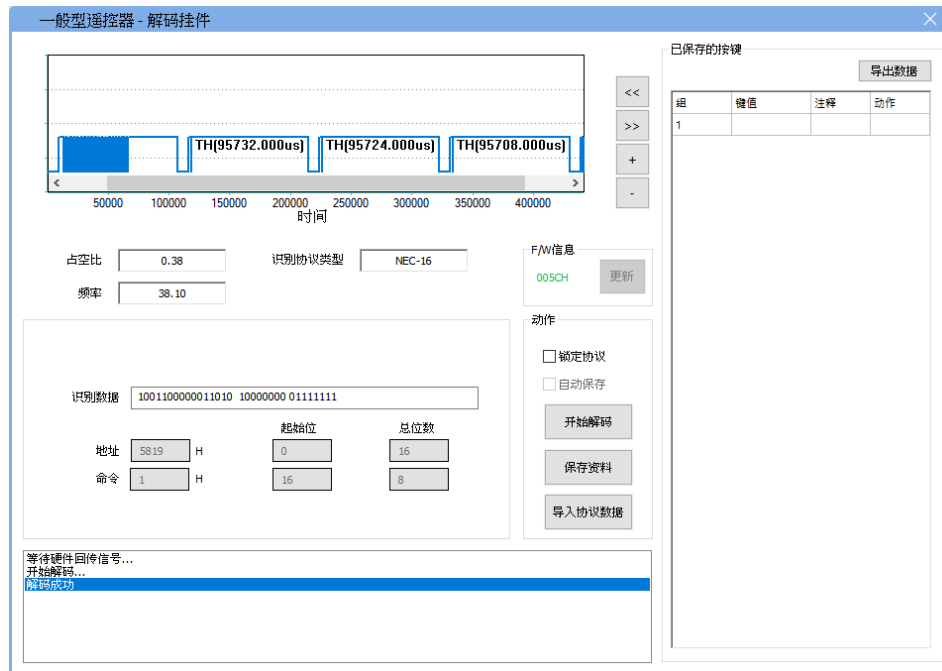 一般型遥控器 - 解码挂件
TH(95732.000us)
TH(95724.000us)
TH(95708.000us)
50000 100000 150000 200000 250000 300000 350000 400000
时间
<<
>>
+
-
占空比 0.38 识别协议类型 NEC-16
频率 38.10
F/W信息
005CH 更新
识别数据 1001100000011010 10000000 01111111
起始位 总位数
地址 5819 H 0 16
命令 1 H 16 8
动作
锁定协议
自动保存
开始解码
保存资料
导入协议数据
等待硬件回传信号...
开始解码...
解码成功
已保存的按键
导出数据
组 键值 注释 动作
1